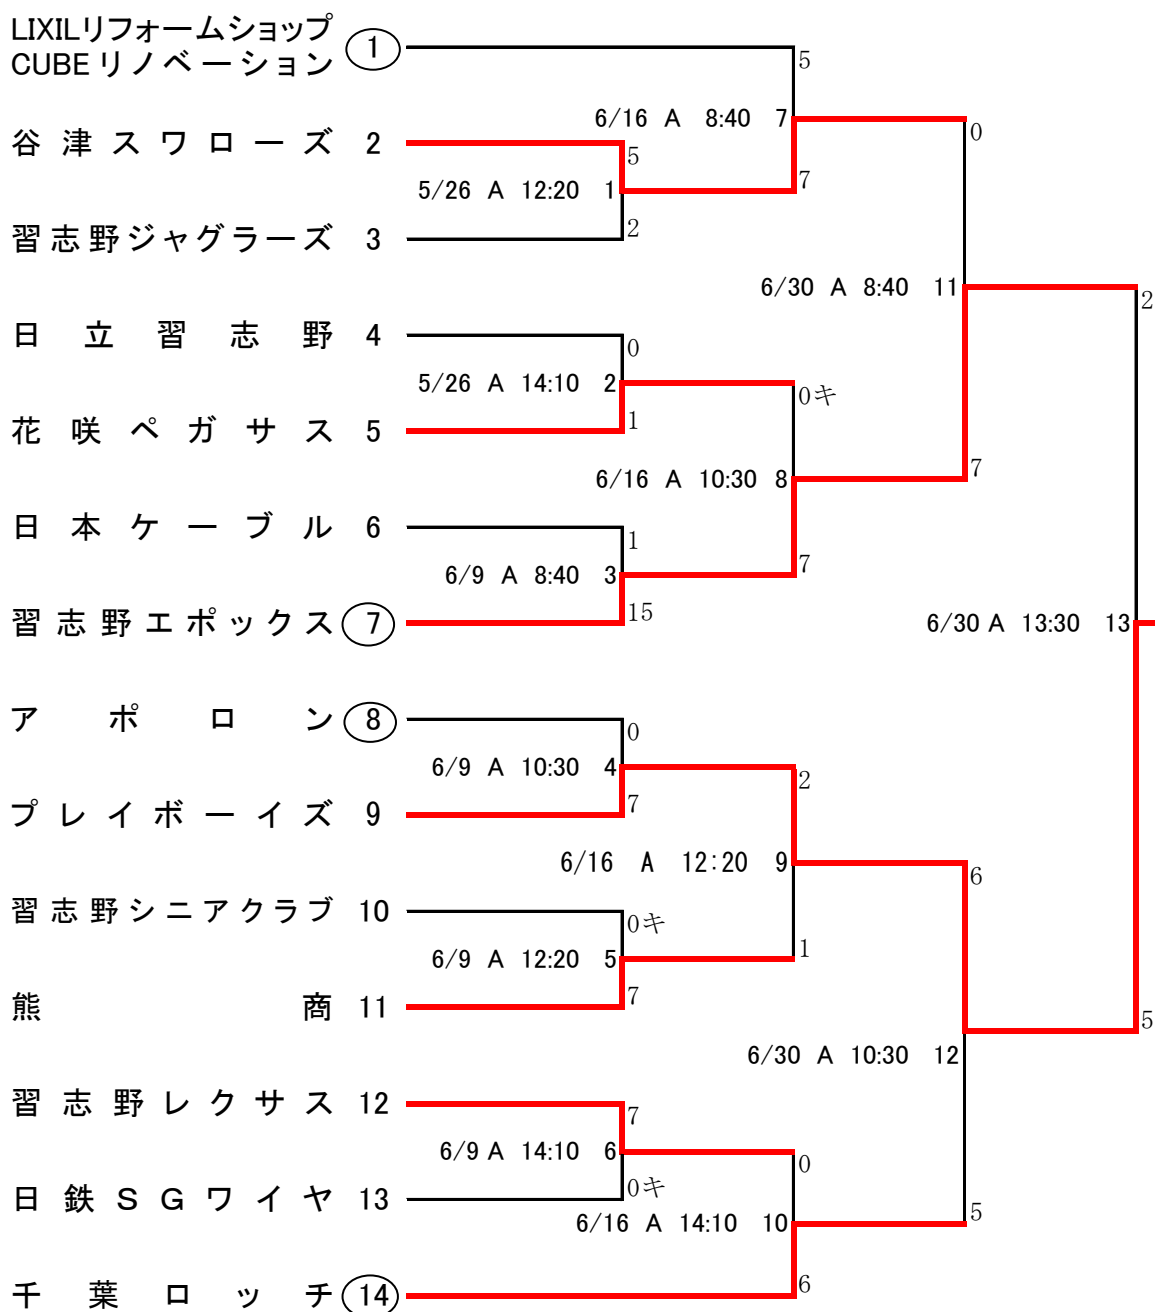 LIXILリフォームショップ
CUBEリノベーション ①
5
6/16 A 8:40 7
0
谷津スワローズ 2
5
7
5/26 A 12:20 1
2
習志野ジャグラーズ 3
6/30 A 8:40 11
2
日立習志野 4
0
5/26 A 14:10 2
0キ
1
花咲ペガサス 5
7
6/16 A 10:30 8
日本ケーブル 6
1
7
6/9 A 8:40 3
15
習志野エポックス ⑦
6/30 A 13:30 13
アポロン ⑧
0
6/9 A 10:30 4
2
7
プレイボーイズ 9
6/16 A 12:20 9
6
習志野シニアクラブ 10
0キ
1
6/9 A 12:20 5
7
熊商 11
5
6/30 A 10:30 12
習志野レクサス 12
7
6/9 A 14:10 6
0
0キ
日鉄SGワイヤ 13
5
6/16 A 14:10 10
6
千葉ロッチ ⑭